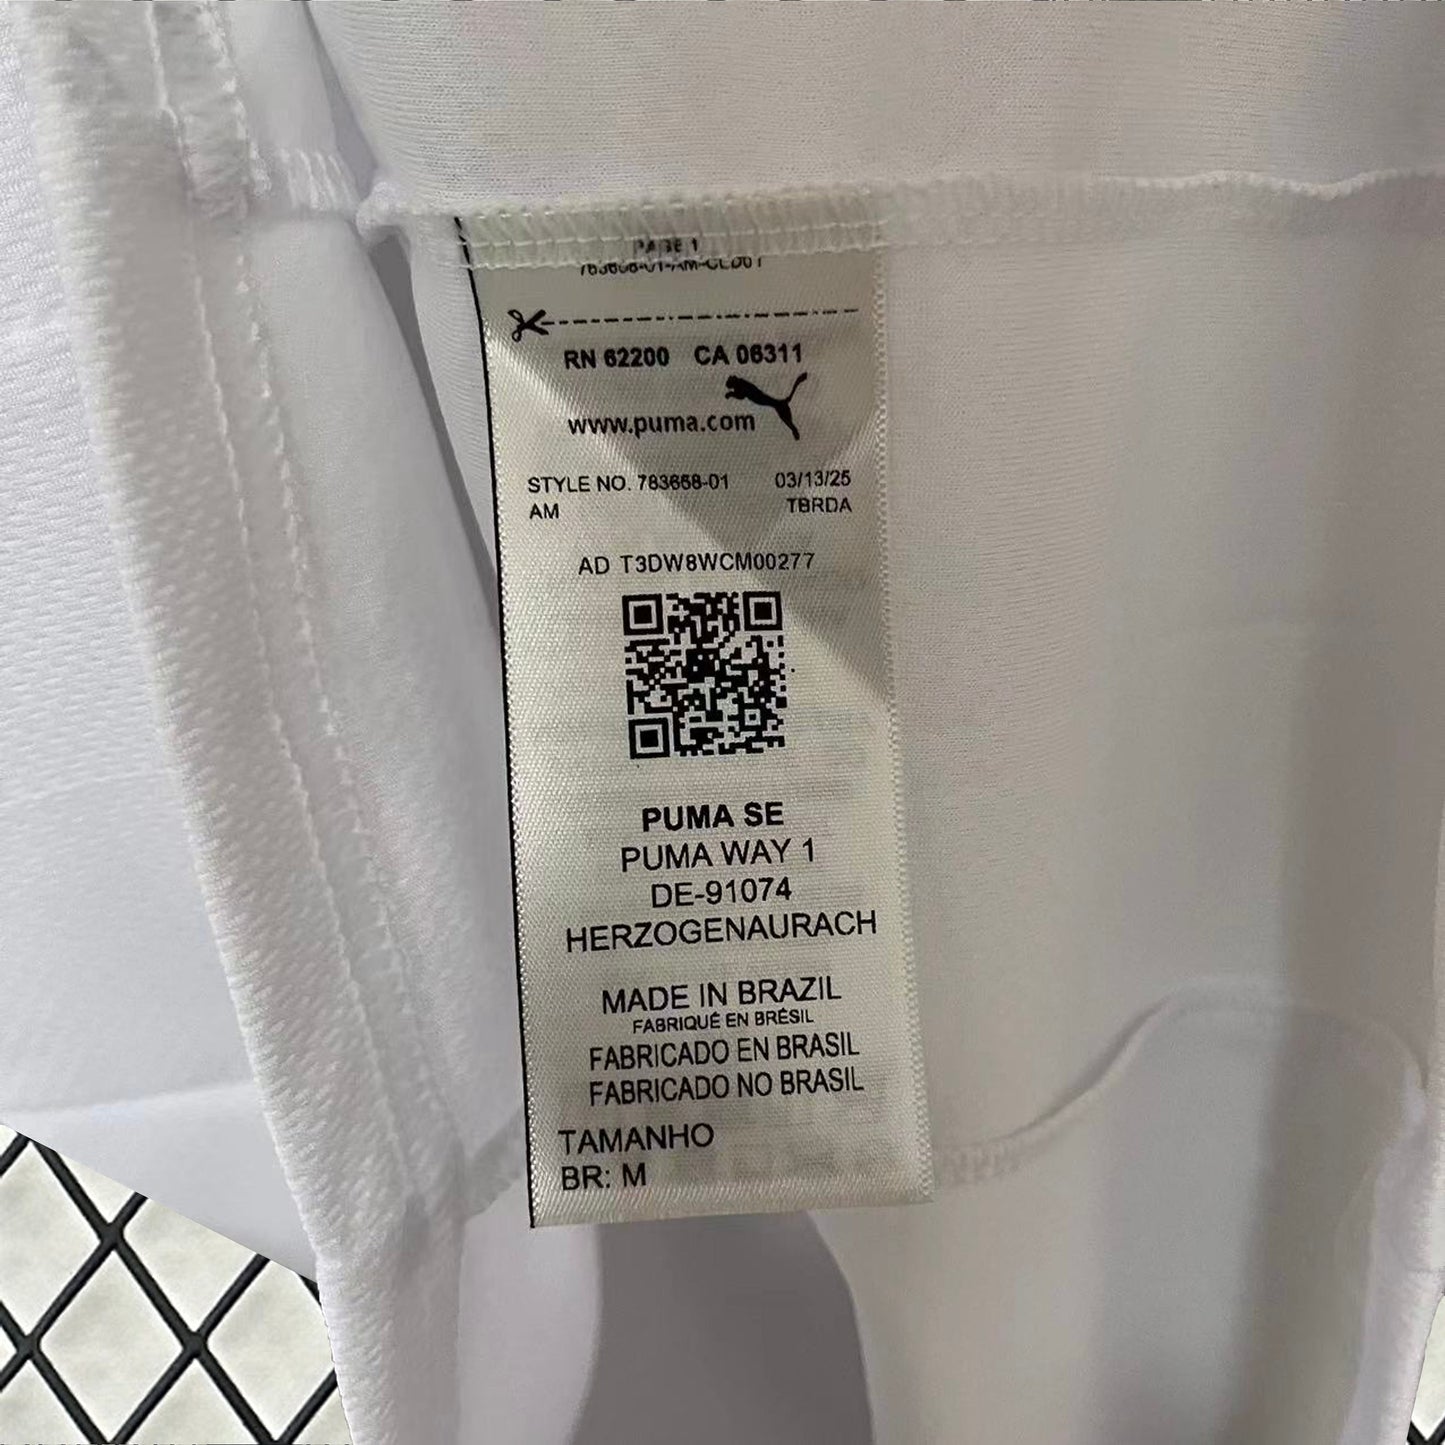 PAGE 1
RN 62200 CA 06311
www.puma.com
STYLE NO. 783668-01 03/13/25
AM TBRDA
AD T3DW8WCM00277
PUMA SE
PUMA WAY 1
DE-91074
HERZOGENAURACH
MADE IN BRAZIL
FABRIQUÉ EN BRÉSIL
FABRICADO EN BRASIL
FABRICADO NO BRASIL
TAMANHO
BR: M